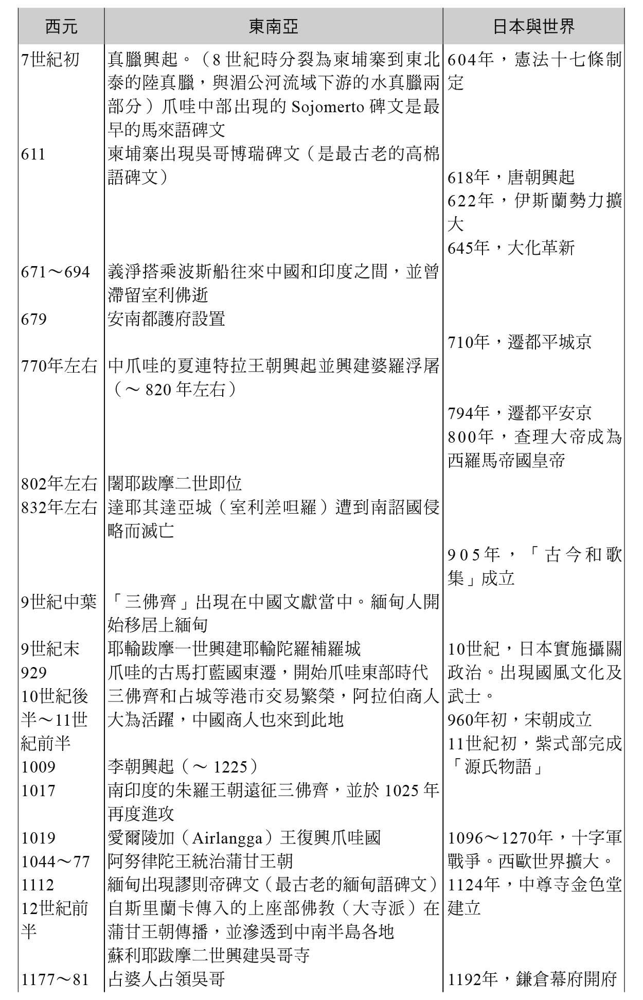 西元
東南亞
日本與世界
7世紀初
真臘興起。（8 世紀時分裂為柬埔寨到東北
泰的陸真臘，與湄公河流域下游的水真臘兩
部分）爪哇中部出現的 Sojomerto 碑文是最
早的馬來語碑文
604年，憲法十七條制
定
611
柬埔寨出現吳哥博瑞碑文（是最古老的高棉
語碑文）
618年，唐朝興起
622年，伊斯蘭勢力擴
大
645年，大化革新
671～694
義淨搭乘波斯船往來中國和印度之間，並曾
滯留室利佛逝
679
安南都護府設置
710年，遷都平城京
770年左右
中爪哇的夏連特拉王朝興起並興建婆羅浮屠
（～ 820 年左右）
794年，遷都平安京
800年，查理大帝成為
西羅馬帝國皇帝
802年左右
闍耶跋摩二世即位
832年左右
達耶其達亞城（室利差呾羅）遭到南詔國侵
略而滅亡
905年，「古今和歌
集」成立
9世紀中葉
「三佛齊」出現在中國文獻當中。緬甸人開
始移居上緬甸
9世紀末
耶輸跋摩一世興建耶輸陀羅補羅城
10世紀，日本實施攝關
政治。出現國風文化及
武士。
929
爪哇的古馬打藍國東遷，開始爪哇東部時代
10世紀後
半～11世
紀前半
三佛齊和占城等港市交易繁榮，阿拉伯商人
大為活躍，中國商人也來到此地
960年初，宋朝成立
11世紀初，紫式部完成
「源氏物語」
1009
李朝興起（～ 1225）
1017
南印度的朱羅王朝遠征三佛齊，並於 1025 年
再度進攻
1019
愛爾陵加（Airlangga）王復興爪哇國
1096～1270年，十字軍
戰爭。西歐世界擴大。
1044～77
阿努律陀王統治蒲甘王朝
1112
緬甸出現謬則帝碑文（最古老的緬甸語碑文）
1124年，中尊寺金色堂
建立
12世紀前
半
自斯里蘭卡傳入的上座部佛教（大寺派）在
蒲甘王朝傳播，並滲透到中南半島各地
蘇利耶跋摩二世興建吳哥寺
1177～81
占婆人占領吳哥
1192年，鎌倉幕府開府